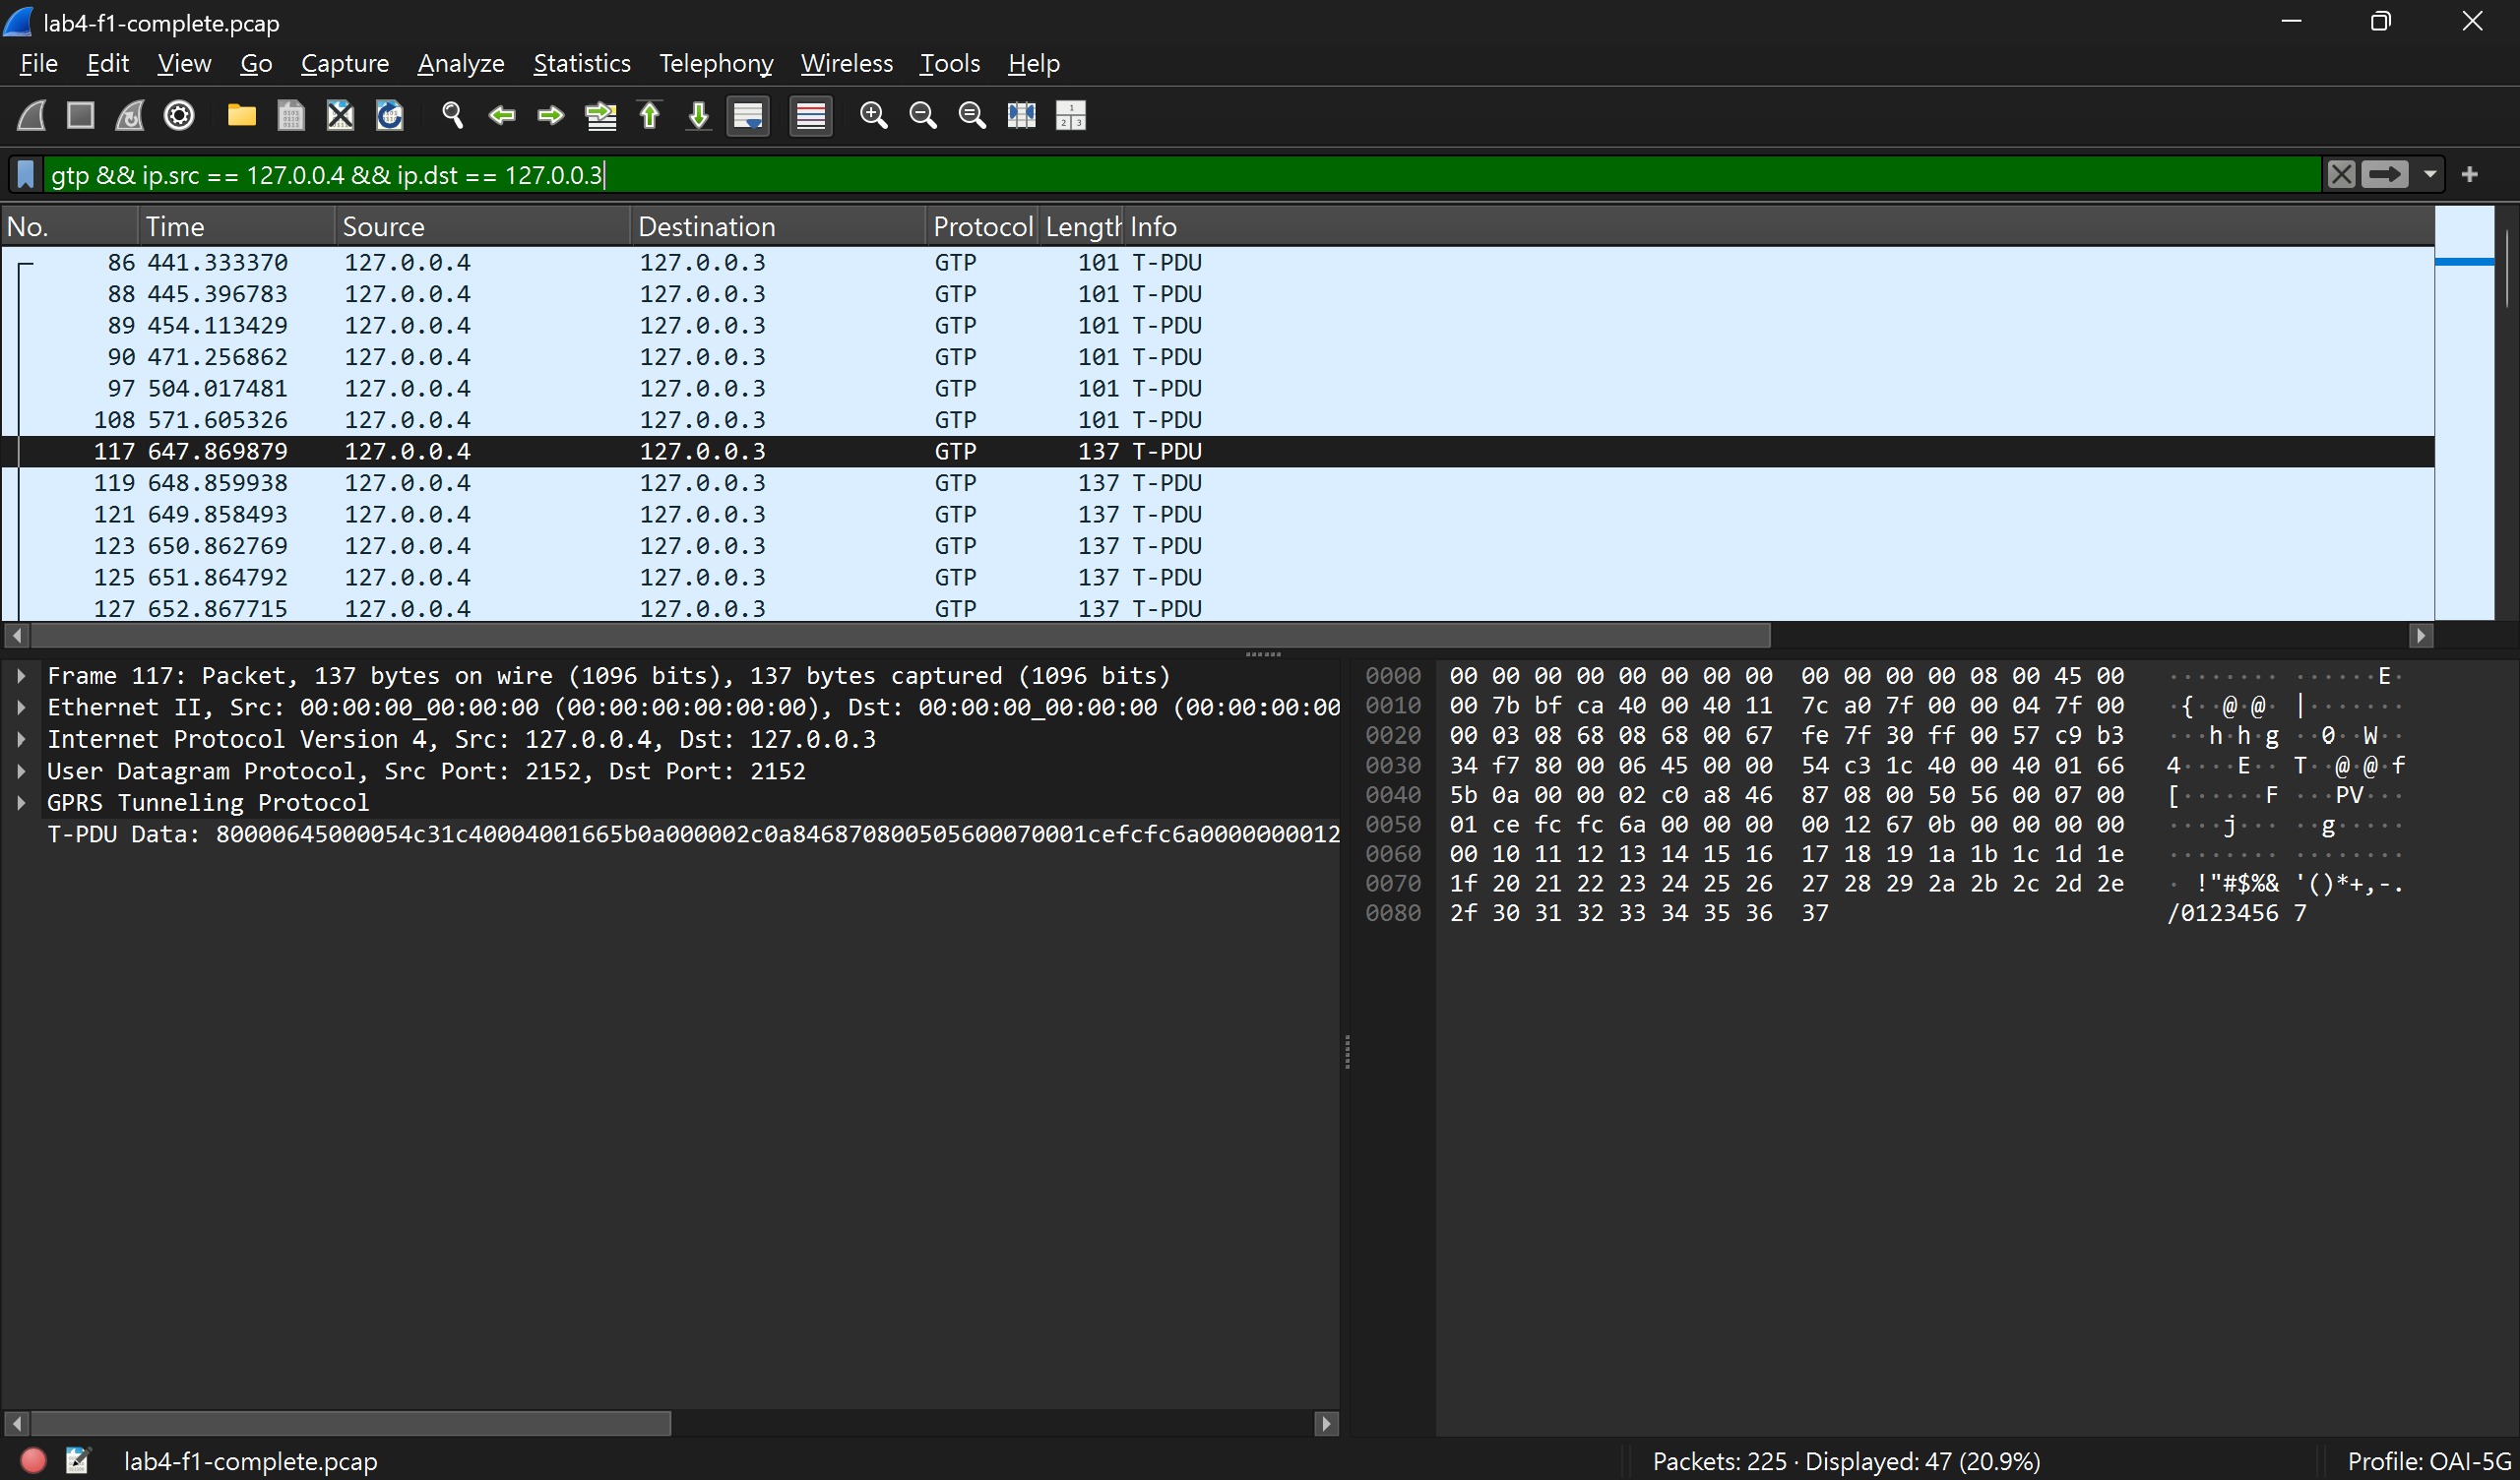 lab4-f1-complete.pcap
File Edit View Go Capture Analyze Statistics Telephony Wireless Tools Help
gtp && ip.src == 127.0.0.4 && ip.dst == 127.0.0.3
No. Time Source Destination Protocol Length Info
86 441.333370 127.0.0.4 127.0.0.3 GTP 101 T-PDU
88 445.396783 127.0.0.4 127.0.0.3 GTP 101 T-PDU
89 454.113429 127.0.0.4 127.0.0.3 GTP 101 T-PDU
90 471.256862 127.0.0.4 127.0.0.3 GTP 101 T-PDU
97 504.017481 127.0.0.4 127.0.0.3 GTP 101 T-PDU
108 571.605326 127.0.0.4 127.0.0.3 GTP 101 T-PDU
117 647.869879 127.0.0.4 127.0.0.3 GTP 137 T-PDU
119 648.859938 127.0.0.4 127.0.0.3 GTP 137 T-PDU
121 649.858493 127.0.0.4 127.0.0.3 GTP 137 T-PDU
123 650.862769 127.0.0.4 127.0.0.3 GTP 137 T-PDU
125 651.864792 127.0.0.4 127.0.0.3 GTP 137 T-PDU
127 652.867715 127.0.0.4 127.0.0.3 GTP 137 T-PDU
Frame 117: Packet, 137 bytes on wire (1096 bits), 137 bytes captured (1096 bits)
Ethernet II, Src: 00:00:00_00:00:00 (00:00:00:00:00:00), Dst: 00:00:00_00:00:00 (00:00:00:00
Internet Protocol Version 4, Src: 127.0.0.4, Dst: 127.0.0.3
User Datagram Protocol, Src Port: 2152, Dst Port: 2152
GPRS Tunneling Protocol
T-PDU Data: 80000645000054c31c40004001665b0a000002c0a846870800505600070001cefcfc6a0000000012
0000 00 00 00 00 00 00 00 00 00 00 00 00 08 00 45 00 ········ ······E·
0010 00 7b bf ca 40 00 40 11 7c a0 7f 00 00 04 7f 00 ·{··@·@· |·······
0020 00 03 08 68 08 68 00 67 fe 7f 30 ff 00 57 c9 b3 ···h·h·g ··0··W··
0030 34 f7 80 00 06 45 00 00 54 c3 1c 40 00 40 01 66 4····E·· T··@·@·f
0040 5b 0a 00 00 02 c0 a8 46 87 08 00 50 56 00 07 00 [······F ···PV···
0050 01 ce fc fc 6a 00 00 00 00 12 67 0b 00 00 00 00 ····j··· ··g·····
0060 00 10 11 12 13 14 15 16 17 18 19 1a 1b 1c 1d 1e ········ ········
0070 1f 20 21 22 23 24 25 26 27 28 29 2a 2b 2c 2d 2e · !"#$%& '()*+,-.
0080 2f 30 31 32 33 34 35 36 37 /0123456 7
lab4-f1-complete.pcap
Packets: 225 · Displayed: 47 (20.9%)
Profile: OAI-5G